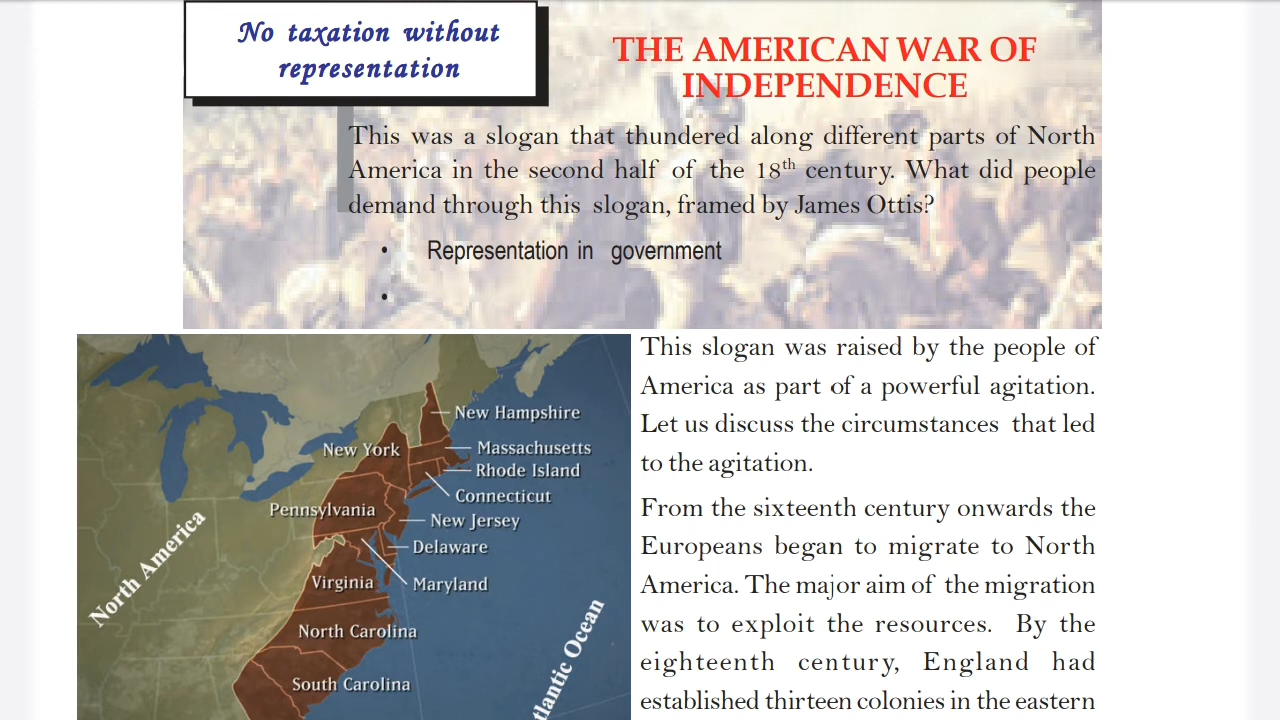 No taxation without
representation
THE AMERICAN WAR OF
INDEPENDENCE
This was a slogan that thundered along different parts of North
America in the second half of the 18th century. What did people
demand through this slogan, framed by James Ottis?
• Representation in government
•
New Hampshire
New York
Massachusetts
Rhode Island
Connecticut
Pennsylvania
New Jersey
Delaware
Virginia
Maryland
North America
North Carolina
South Carolina
tlantic Ocean
This slogan was raised by the people of
America as part of a powerful agitation.
Let us discuss the circumstances that led
to the agitation.
From the sixteenth century onwards the
Europeans began to migrate to North
America. The major aim of the migration
was to exploit the resources. By the
eighteenth century, England had
established thirteen colonies in the eastern